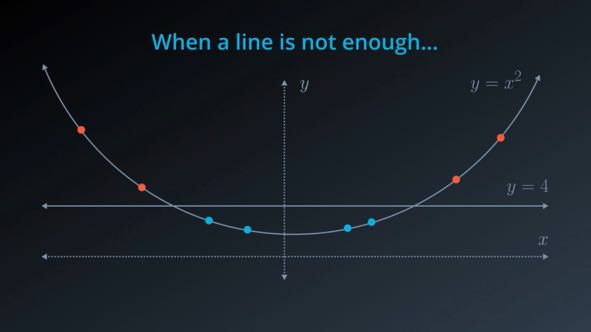 When a line is not enough...
y
y = x²
y = 4
x